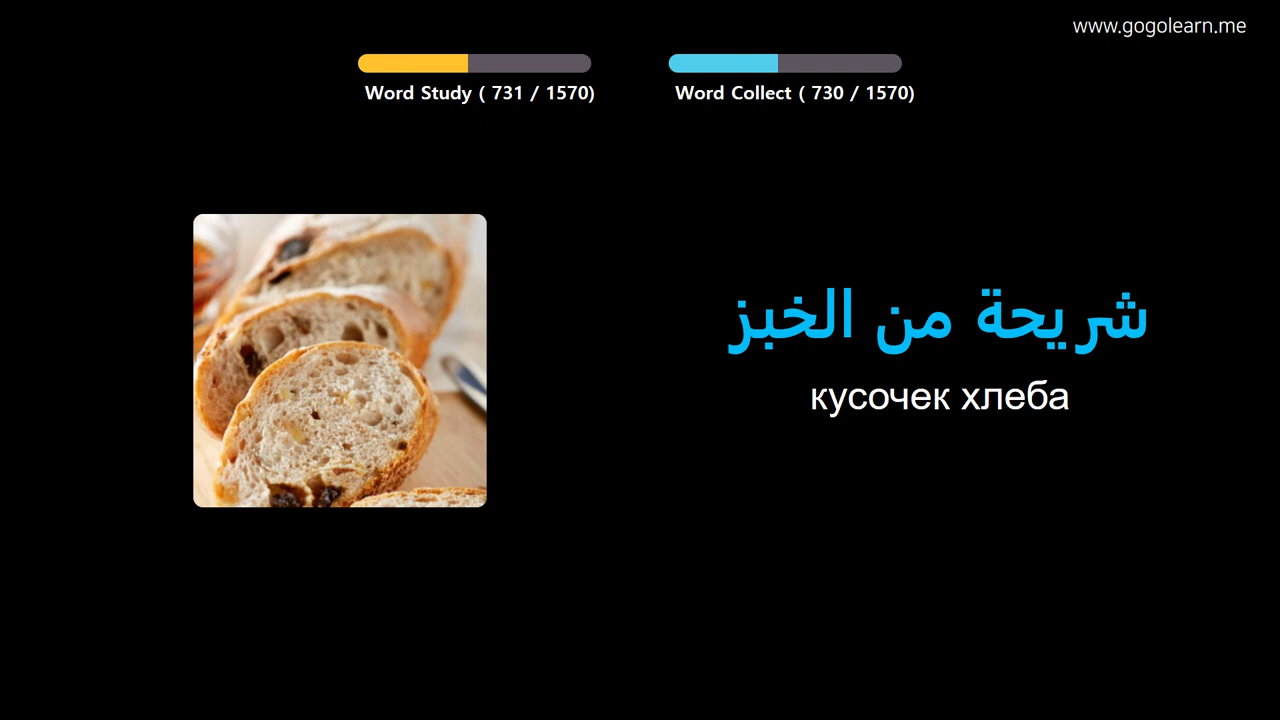 www.gogolearn.me
Word Study ( 731 / 1570)
Word Collect ( 730 / 1570)
شريحة من الخبز
кусочек хлеба